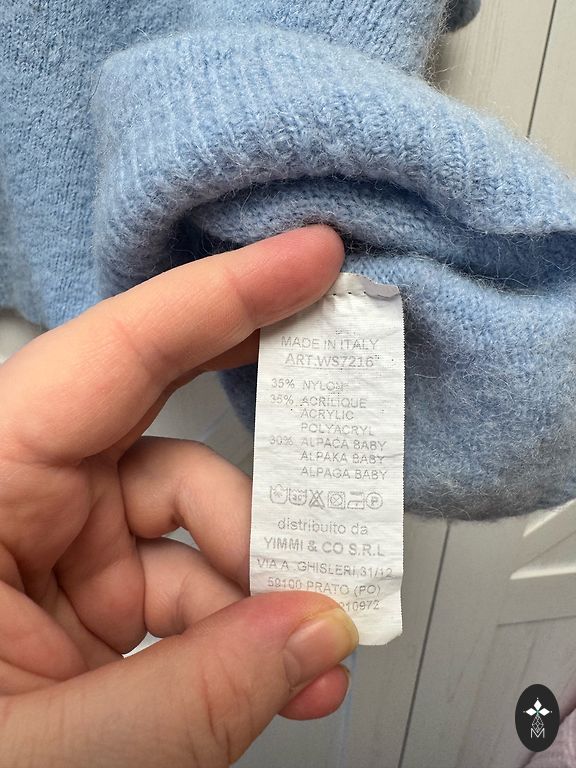 MADE IN ITALY
ART.WS7216
35% NYLON
35% ACRILIQUE
ACRYLIC
POLYACRYL
30% ALPACA BABY
ALPAKA BABY
ALPAGA BABY
distribuito da
YIMMI & CO S.R.L
VIA A. GHISLERI,31/12
59100 PRATO (PO)
210972
M